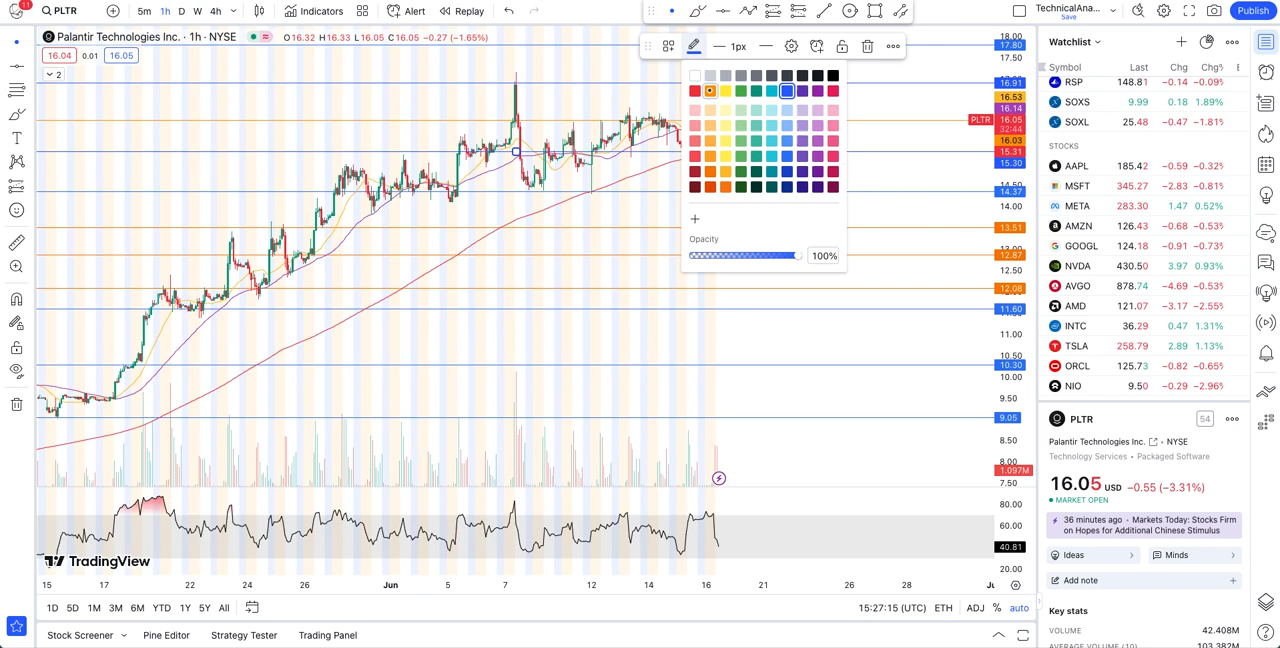 11
PLTR
5m 1h D W 4h Indicators Alert Replay
TechnicalAna...
Save
Publish
Palantir Technologies Inc. · 1h · NYSE O16.32 H16.33 L16.05 C16.05 −0.27 (−1.65%)
16.04 0.01 16.05
2
1px
Opacity
100%
18.00
17.80
17.50
16.91
16.53
16.14
PLTR 16.05
32:44
16.03
15.31
15.30
14.50
14.37
14.00
13.51
13.00
12.87
12.50
12.08
11.60
11.00
10.50
10.30
10.00
9.50
9.05
8.50
8.00
1.097M
7.50
80.00
60.00
40.81
20.00
TradingView
15 17 22 24 26 Jun 5 7 12 14 16 21 26 28 Ju
1D 5D 1M 3M 6M YTD 1Y 5Y All 15:27:15 (UTC) ETH ADJ % auto
Stock Screener Pine Editor Strategy Tester Trading Panel
Watchlist
Symbol Last Chg Chg%
RSP 148.81 −0.14 −0.09%
SOXS 9.99 0.18 1.89%
SOXL 25.48 −0.47 −1.81%
STOCKS
AAPL 185.42 −0.59 −0.32%
MSFT 345.27 −2.83 −0.81%
META 283.30 1.47 0.52%
AMZN 126.43 −0.68 −0.53%
GOOGL 124.18 −0.91 −0.73%
NVDA 430.50 3.97 0.93%
AVGO 878.74 −4.69 −0.53%
AMD 121.07 −3.17 −2.55%
INTC 36.29 0.47 1.31%
TSLA 258.79 2.89 1.13%
ORCL 125.73 −0.82 −0.65%
NIO 9.50 −0.29 −2.96%
PLTR 54
Palantir Technologies Inc. • NYSE
Technology Services • Packaged Software
16.05 USD −0.55 (−3.31%)
MARKET OPEN
36 minutes ago · Markets Today: Stocks Firm
on Hopes for Additional Chinese Stimulus
Ideas Minds
Add note
Key stats
VOLUME 42.408M
AVERAGE VOLUME (10) 103.382M